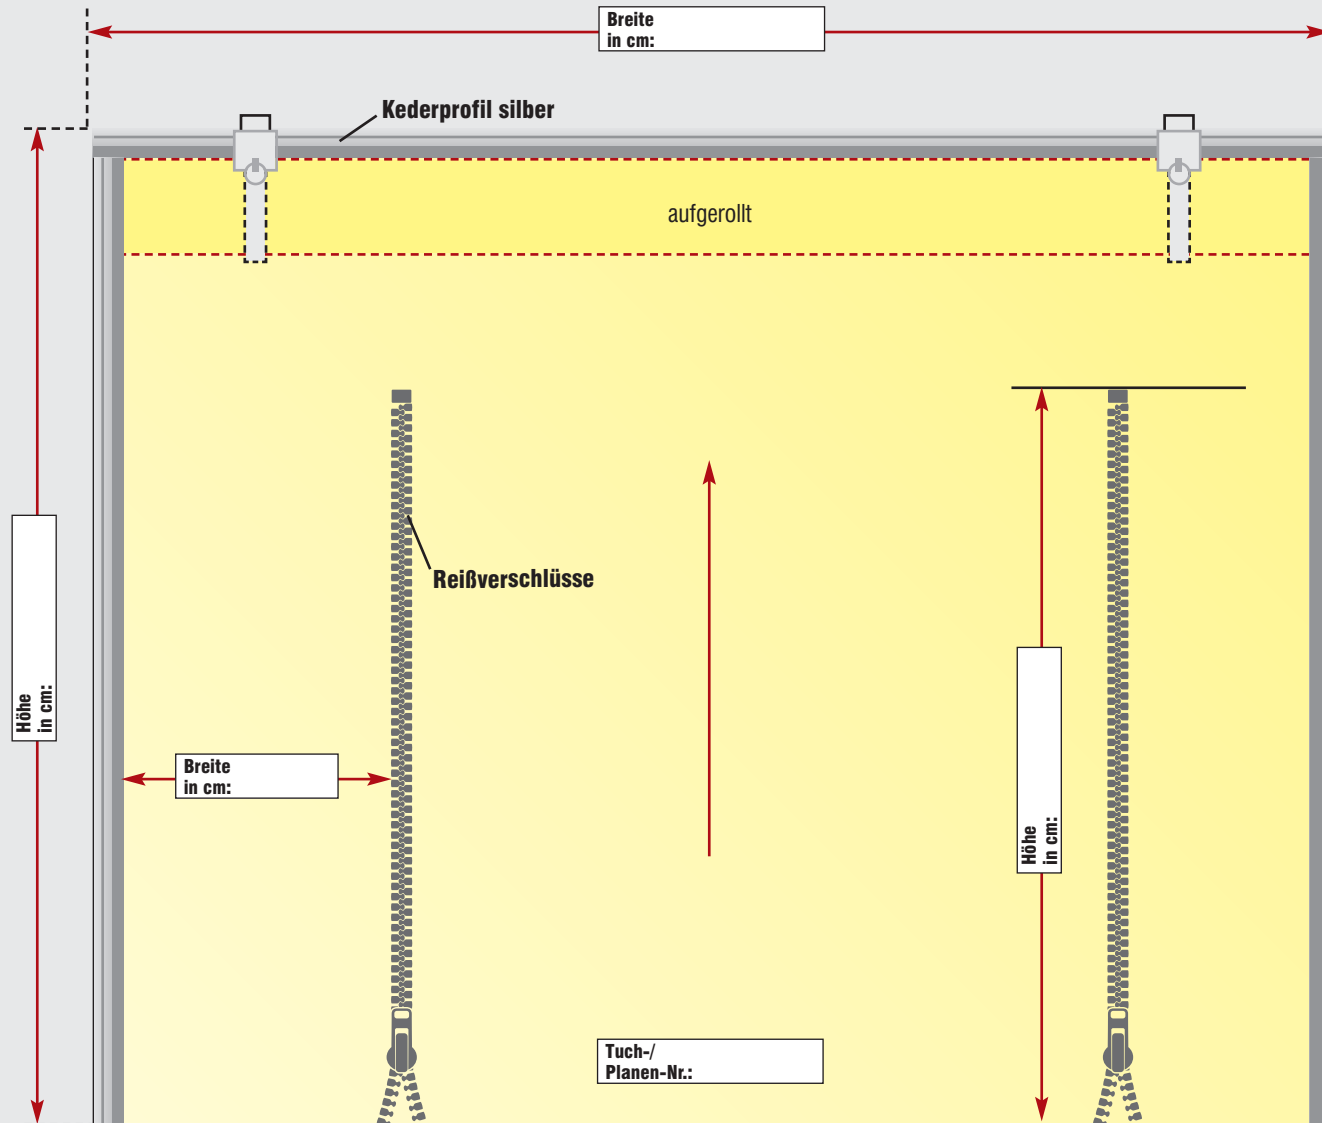 Breite
in cm:
Kederprofil silber
aufgerollt
Reißverschlüsse
Höhe
in cm:
Breite
in cm:
Höhe
in cm:
Tuch-/
Planen-Nr.: